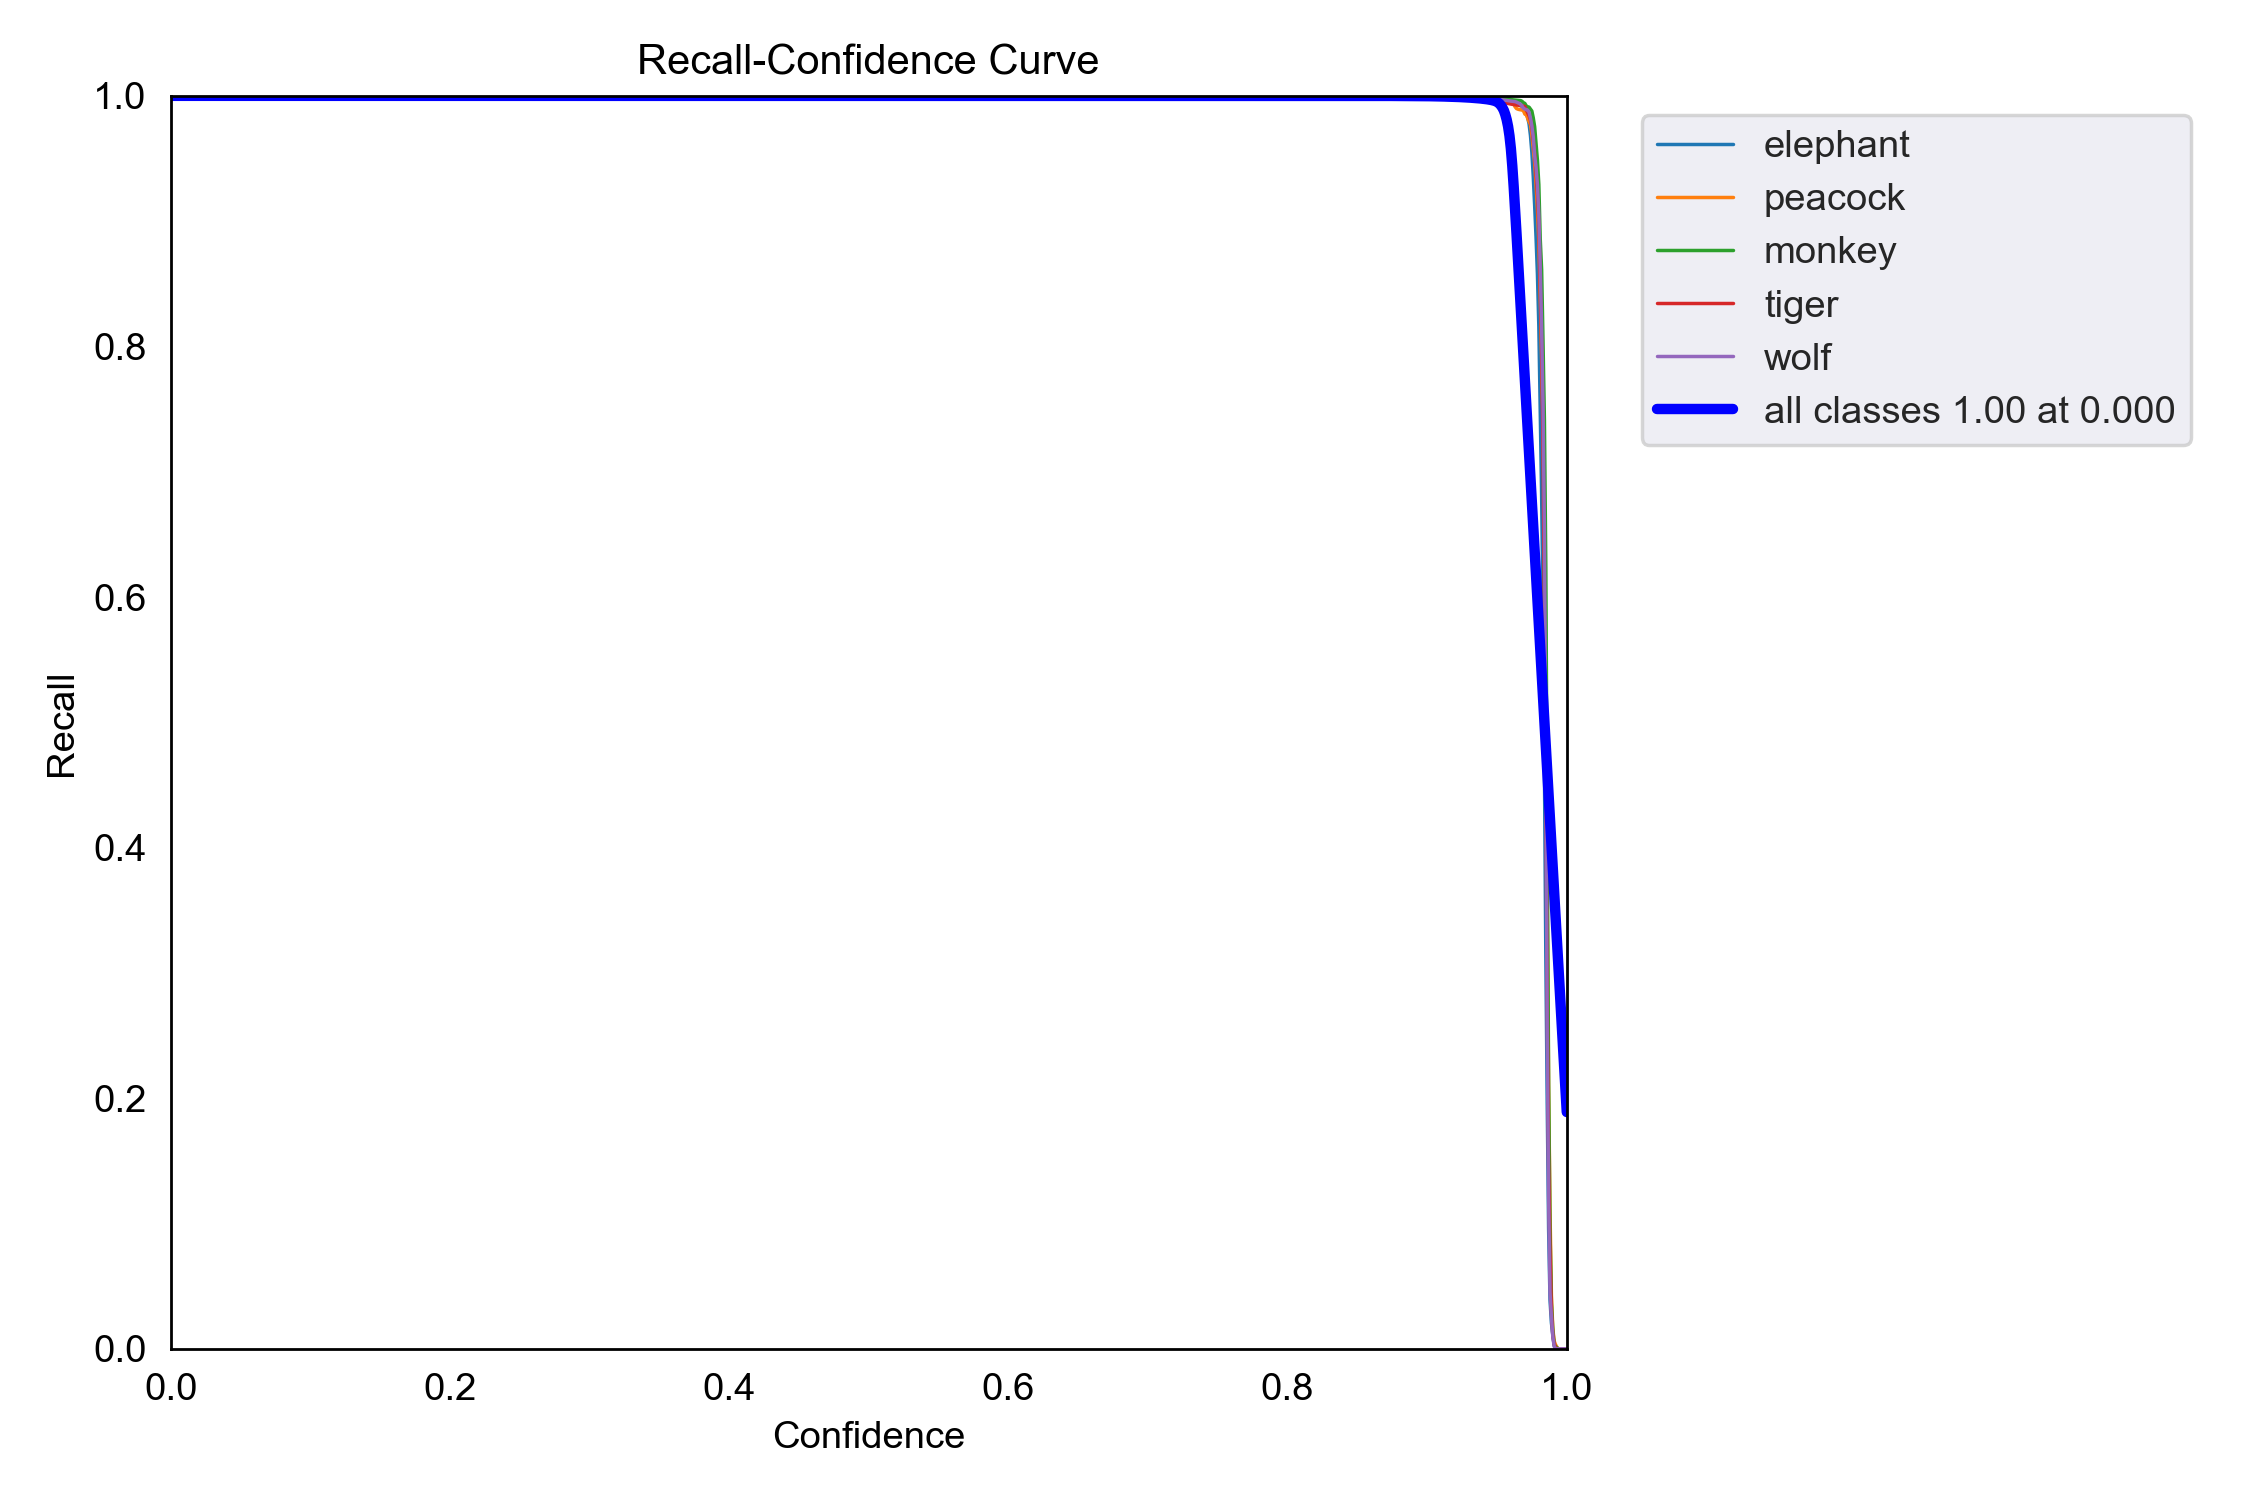 Recall-Confidence Curve
1.0
0.8
0.6
0.4
0.2
0.0
Recall
0.0 0.2 0.4 0.6 0.8 1.0
Confidence
elephant
peacock
monkey
tiger
wolf
all classes 1.00 at 0.000